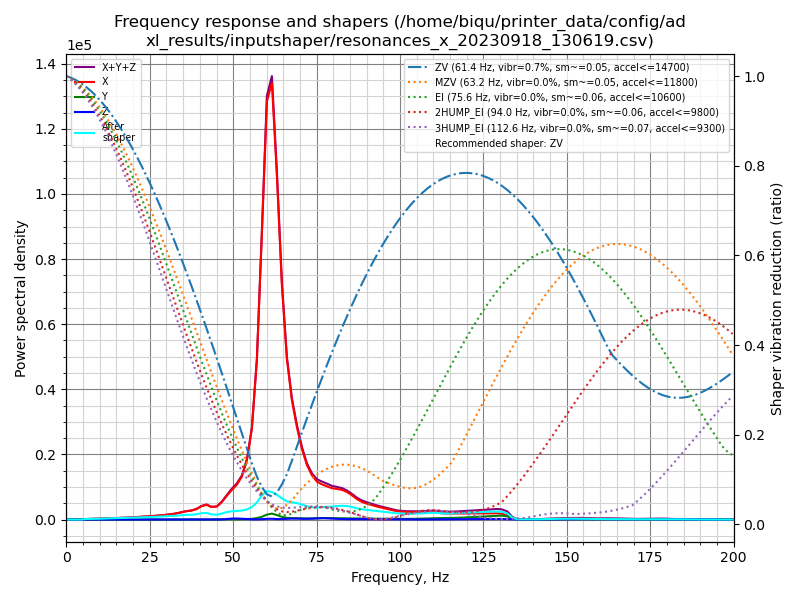 Frequency response and shapers (/home/biqu/printer_data/config/ad
xl_results/inputshaper/resonances_x_20230918_130619.csv)
1e5
X+Y+Z
X
Y
Z
After
shaper
ZV (61.4 Hz, vibr=0.7%, sm~=0.05, accel<=14700)
MZV (63.2 Hz, vibr=0.0%, sm~=0.05, accel<=11800)
EI (75.6 Hz, vibr=0.0%, sm~=0.06, accel<=10600)
2HUMP_EI (94.0 Hz, vibr=0.0%, sm~=0.06, accel<=9800)
3HUMP_EI (112.6 Hz, vibr=0.0%, sm~=0.07, accel<=9300)
Recommended shaper: ZV
Power spectral density
1.4
1.2
1.0
0.8
0.6
0.4
0.2
0.0
1.0
0.8
0.6
0.4
0.2
0.0
Shaper vibration reduction (ratio)
0 25 50 75 100 125 150 175 200
Frequency, Hz